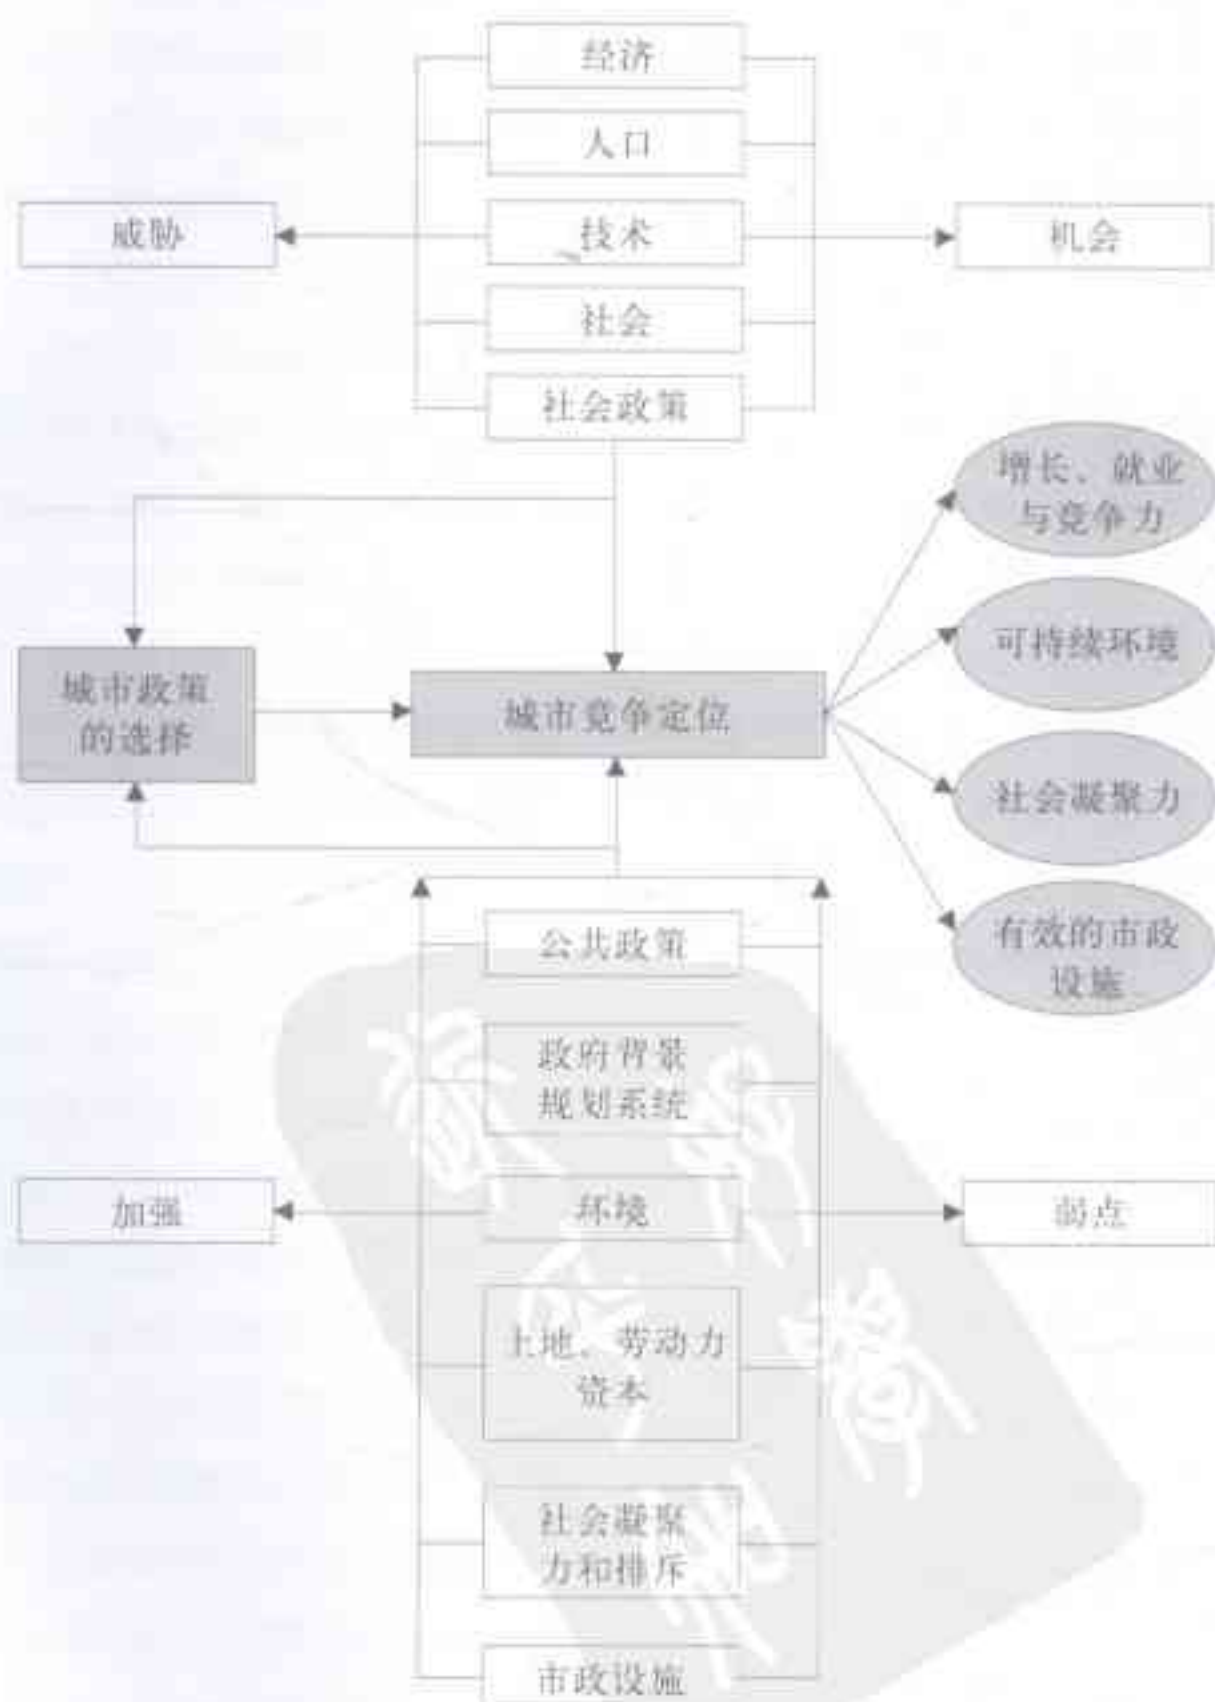 经济
人口
威胁
技术
机会
社会
社会政策
增长、就业
与竞争力
可持续环境
城市政策
的选择
城市竞争定位
社会凝聚力
有效的市政
设施
公共政策
政府背景
规划系统
加强
环境
弱点
土地、劳动力
资本
社会凝聚
力和排斥
市政设施